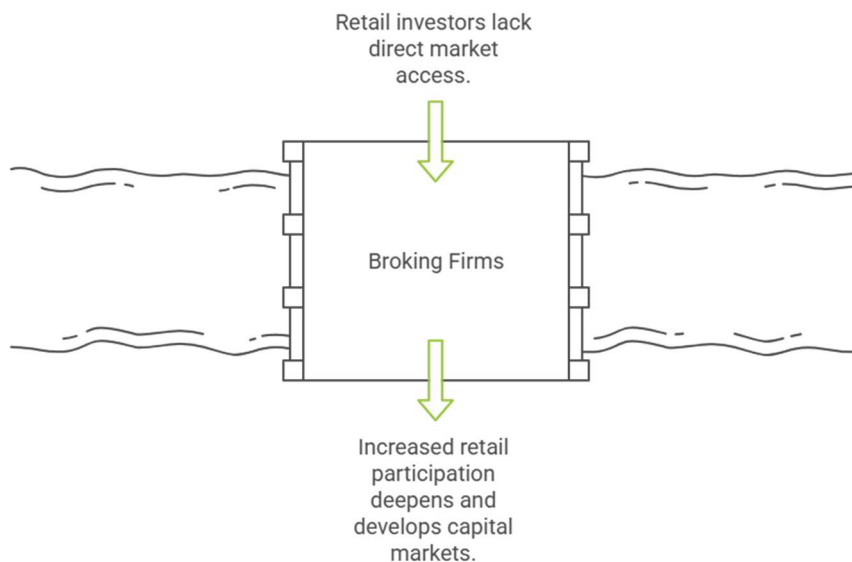 Retail investors lack
direct market
access.
Broking Firms
Increased retail
participation
deepens and
develops capital
markets.